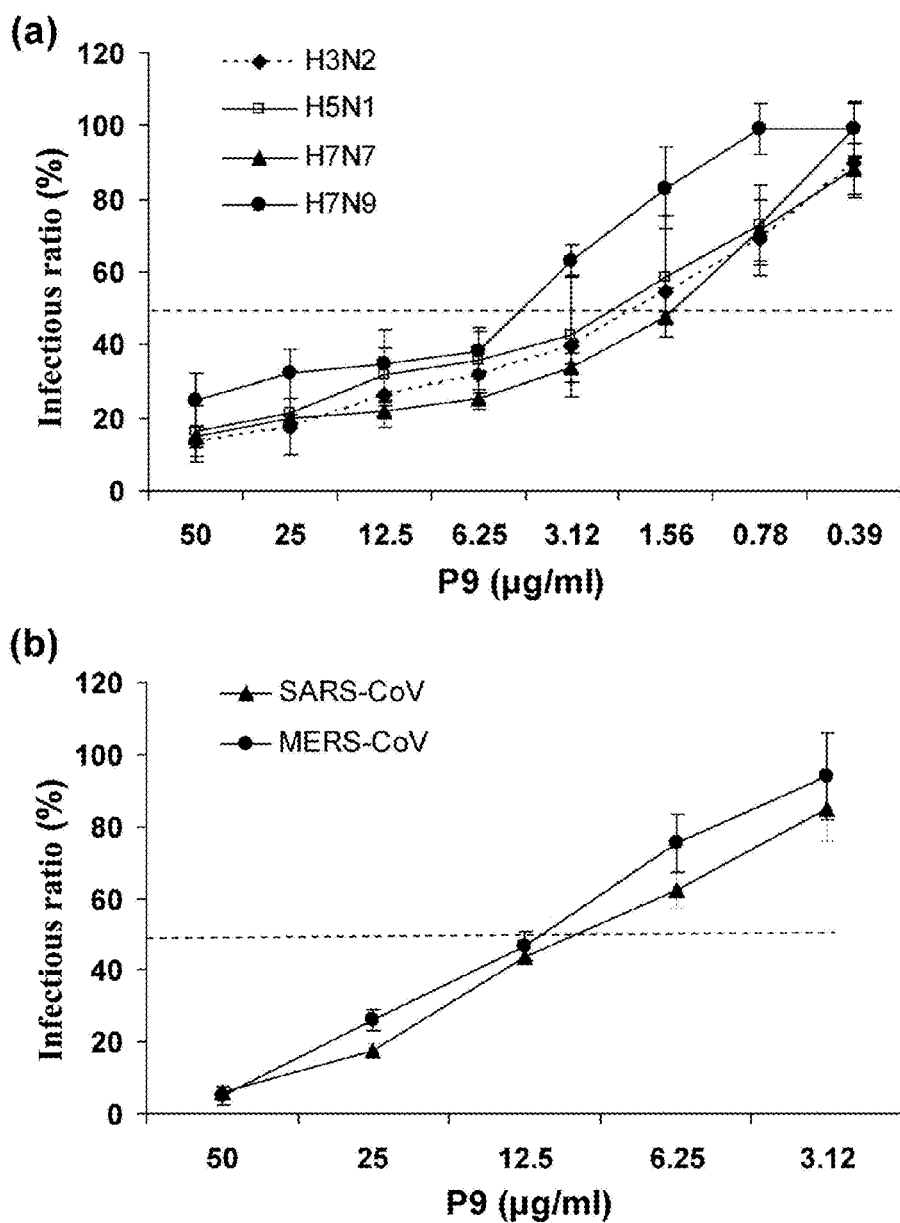 (a)
120
100
80
60
40
20
0
Infectious ratio (%)
H3N2
H5N1
H7N7
H7N9
50 25 12.5 6.25 3.12 1.56 0.78 0.39
P9 (µg/ml)
(b)
120
100
80
60
40
20
0
Infectious ratio (%)
SARS-CoV
MERS-CoV
50 25 12.5 6.25 3.12
P9 (µg/ml)